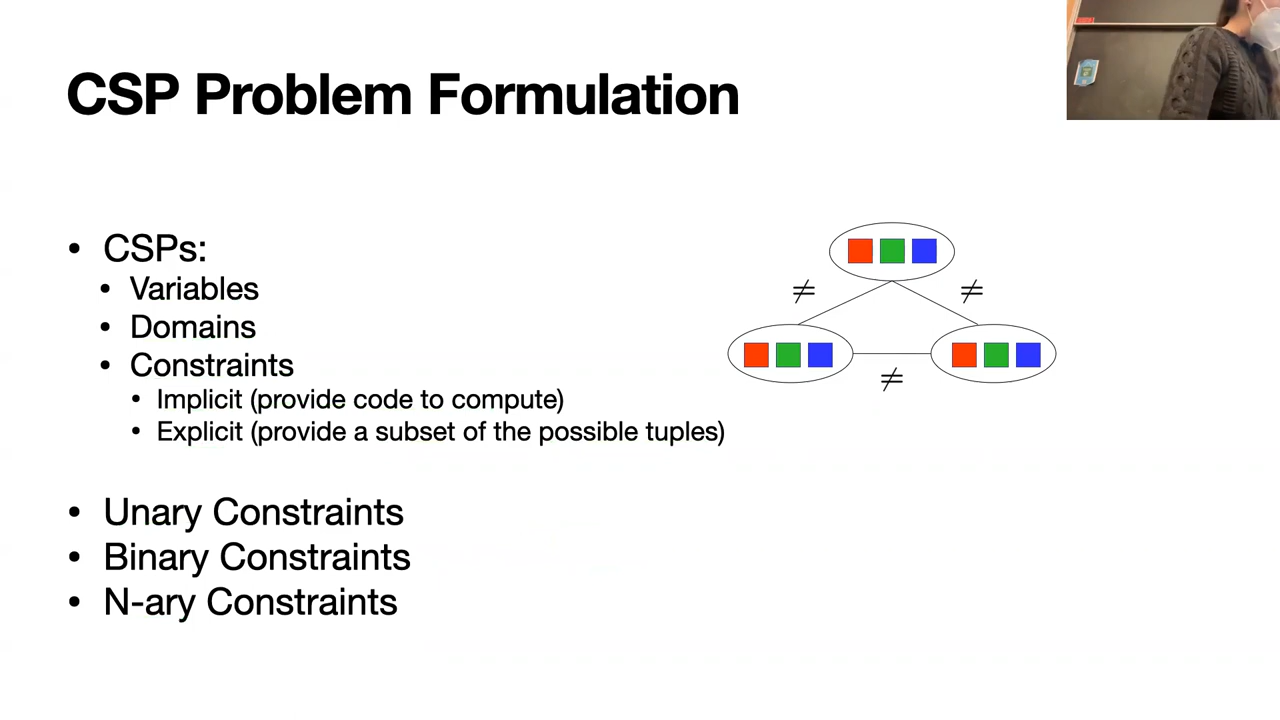 CSP Problem Formulation
• CSPs:
• Variables
• Domains
• Constraints
• Implicit (provide code to compute)
• Explicit (provide a subset of the possible tuples)
• Unary Constraints
• Binary Constraints
• N-ary Constraints
≠ ≠
≠